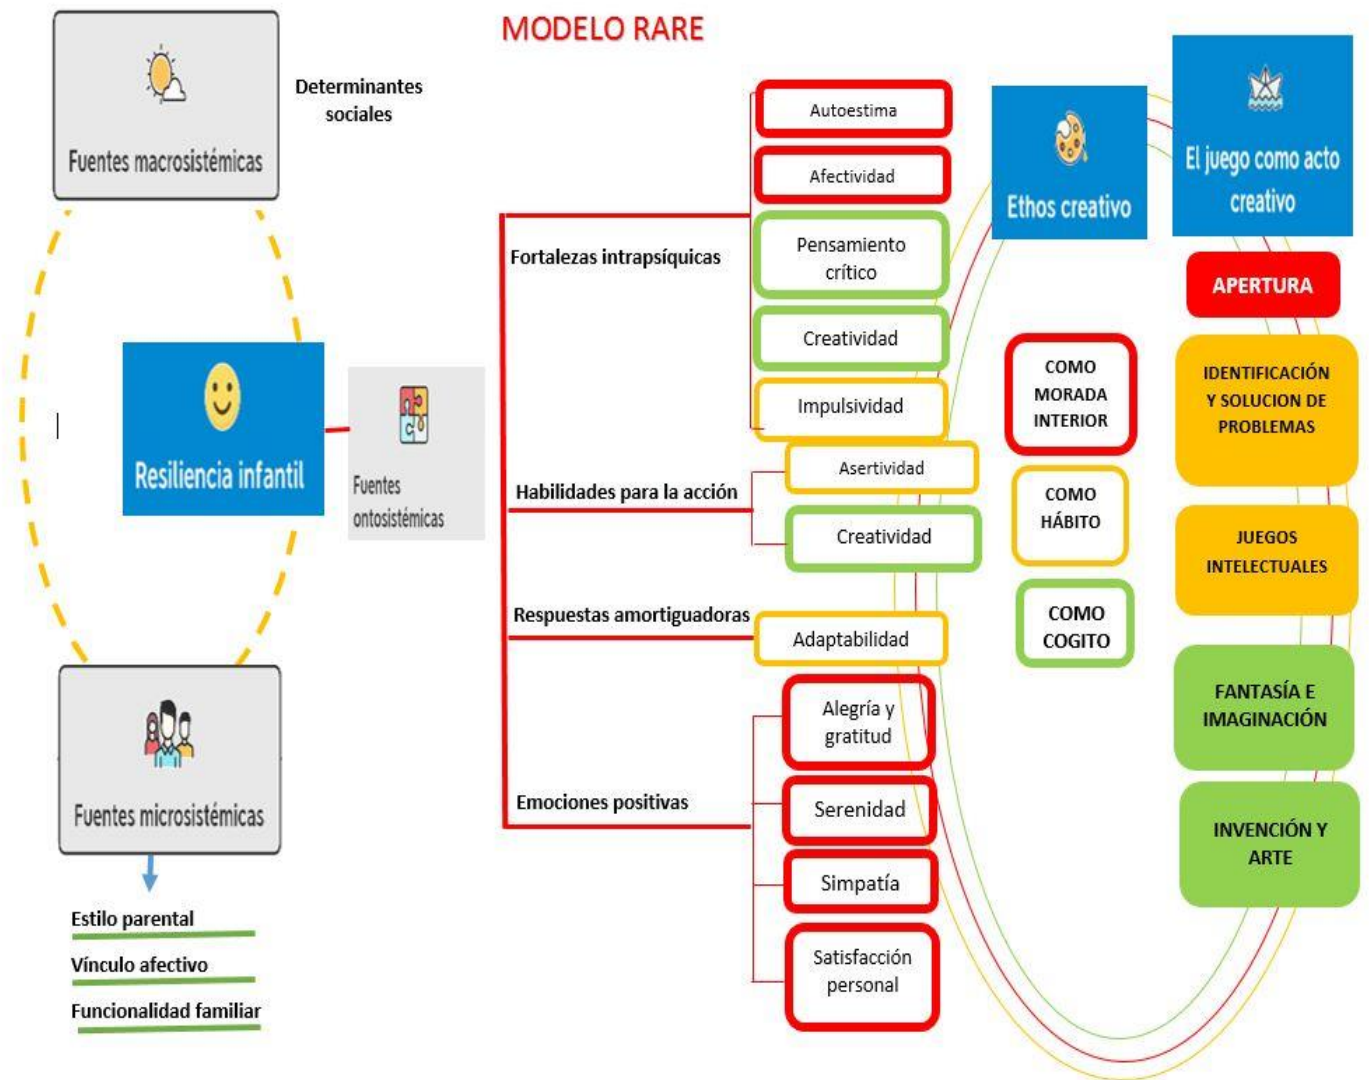 MODELO RARE
Fuentes macrosistémicas
Determinantes
sociales
Resiliencia infantil
Fuentes
ontosistémicas
Fuentes microsistémicas
Estilo parental
Vínculo afectivo
Funcionalidad familiar
Fortalezas intrapsíquicas
Autoestima
Afectividad
Pensamiento
crítico
Creatividad
Impulsividad
Habilidades para la acción
Asertividad
Creatividad
Respuestas amortiguadoras
Adaptabilidad
Emociones positivas
Alegría y
gratitud
Serenidad
Simpatía
Satisfacción
personal
Ethos creativo
COMO
MORADA
INTERIOR
COMO
HÁBITO
COMO
COGITO
El juego como acto
creativo
APERTURA
IDENTIFICACIÓN
Y SOLUCION DE
PROBLEMAS
JUEGOS
INTELECTUALES
FANTASÍA E
IMAGINACIÓN
INVENCIÓN Y
ARTE